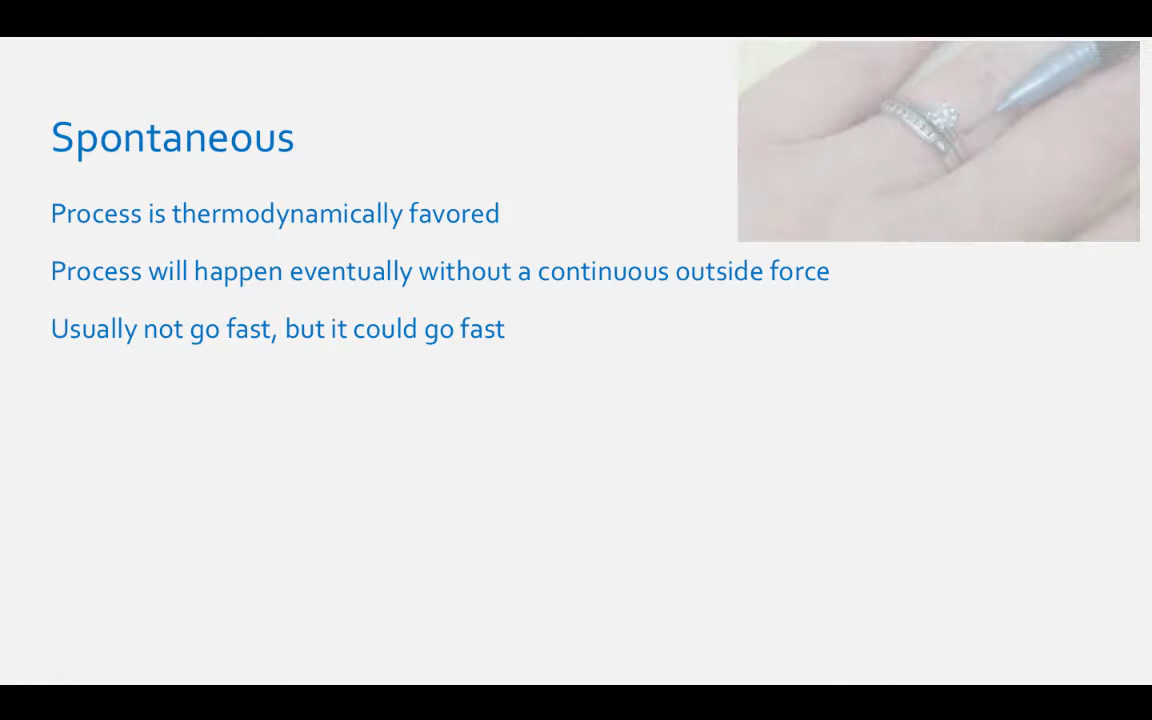 Spontaneous
Process is thermodynamically favored
Process will happen eventually without a continuous outside force
Usually not go fast, but it could go fast